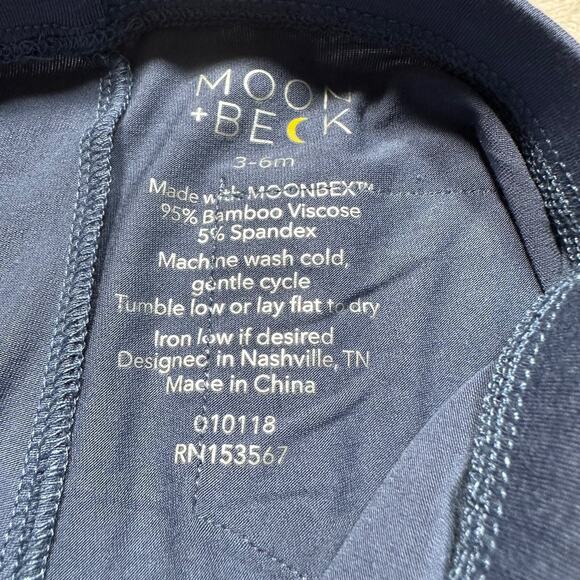 MOON
+BECK
3-6m
Made with MOONBEX™
95% Bamboo Viscose
5% Spandex
Machine wash cold,
gentle cycle
Tumble low or lay flat to dry
Iron low if desired
Designed in Nashville, TN
Made in China
010118
RN153567